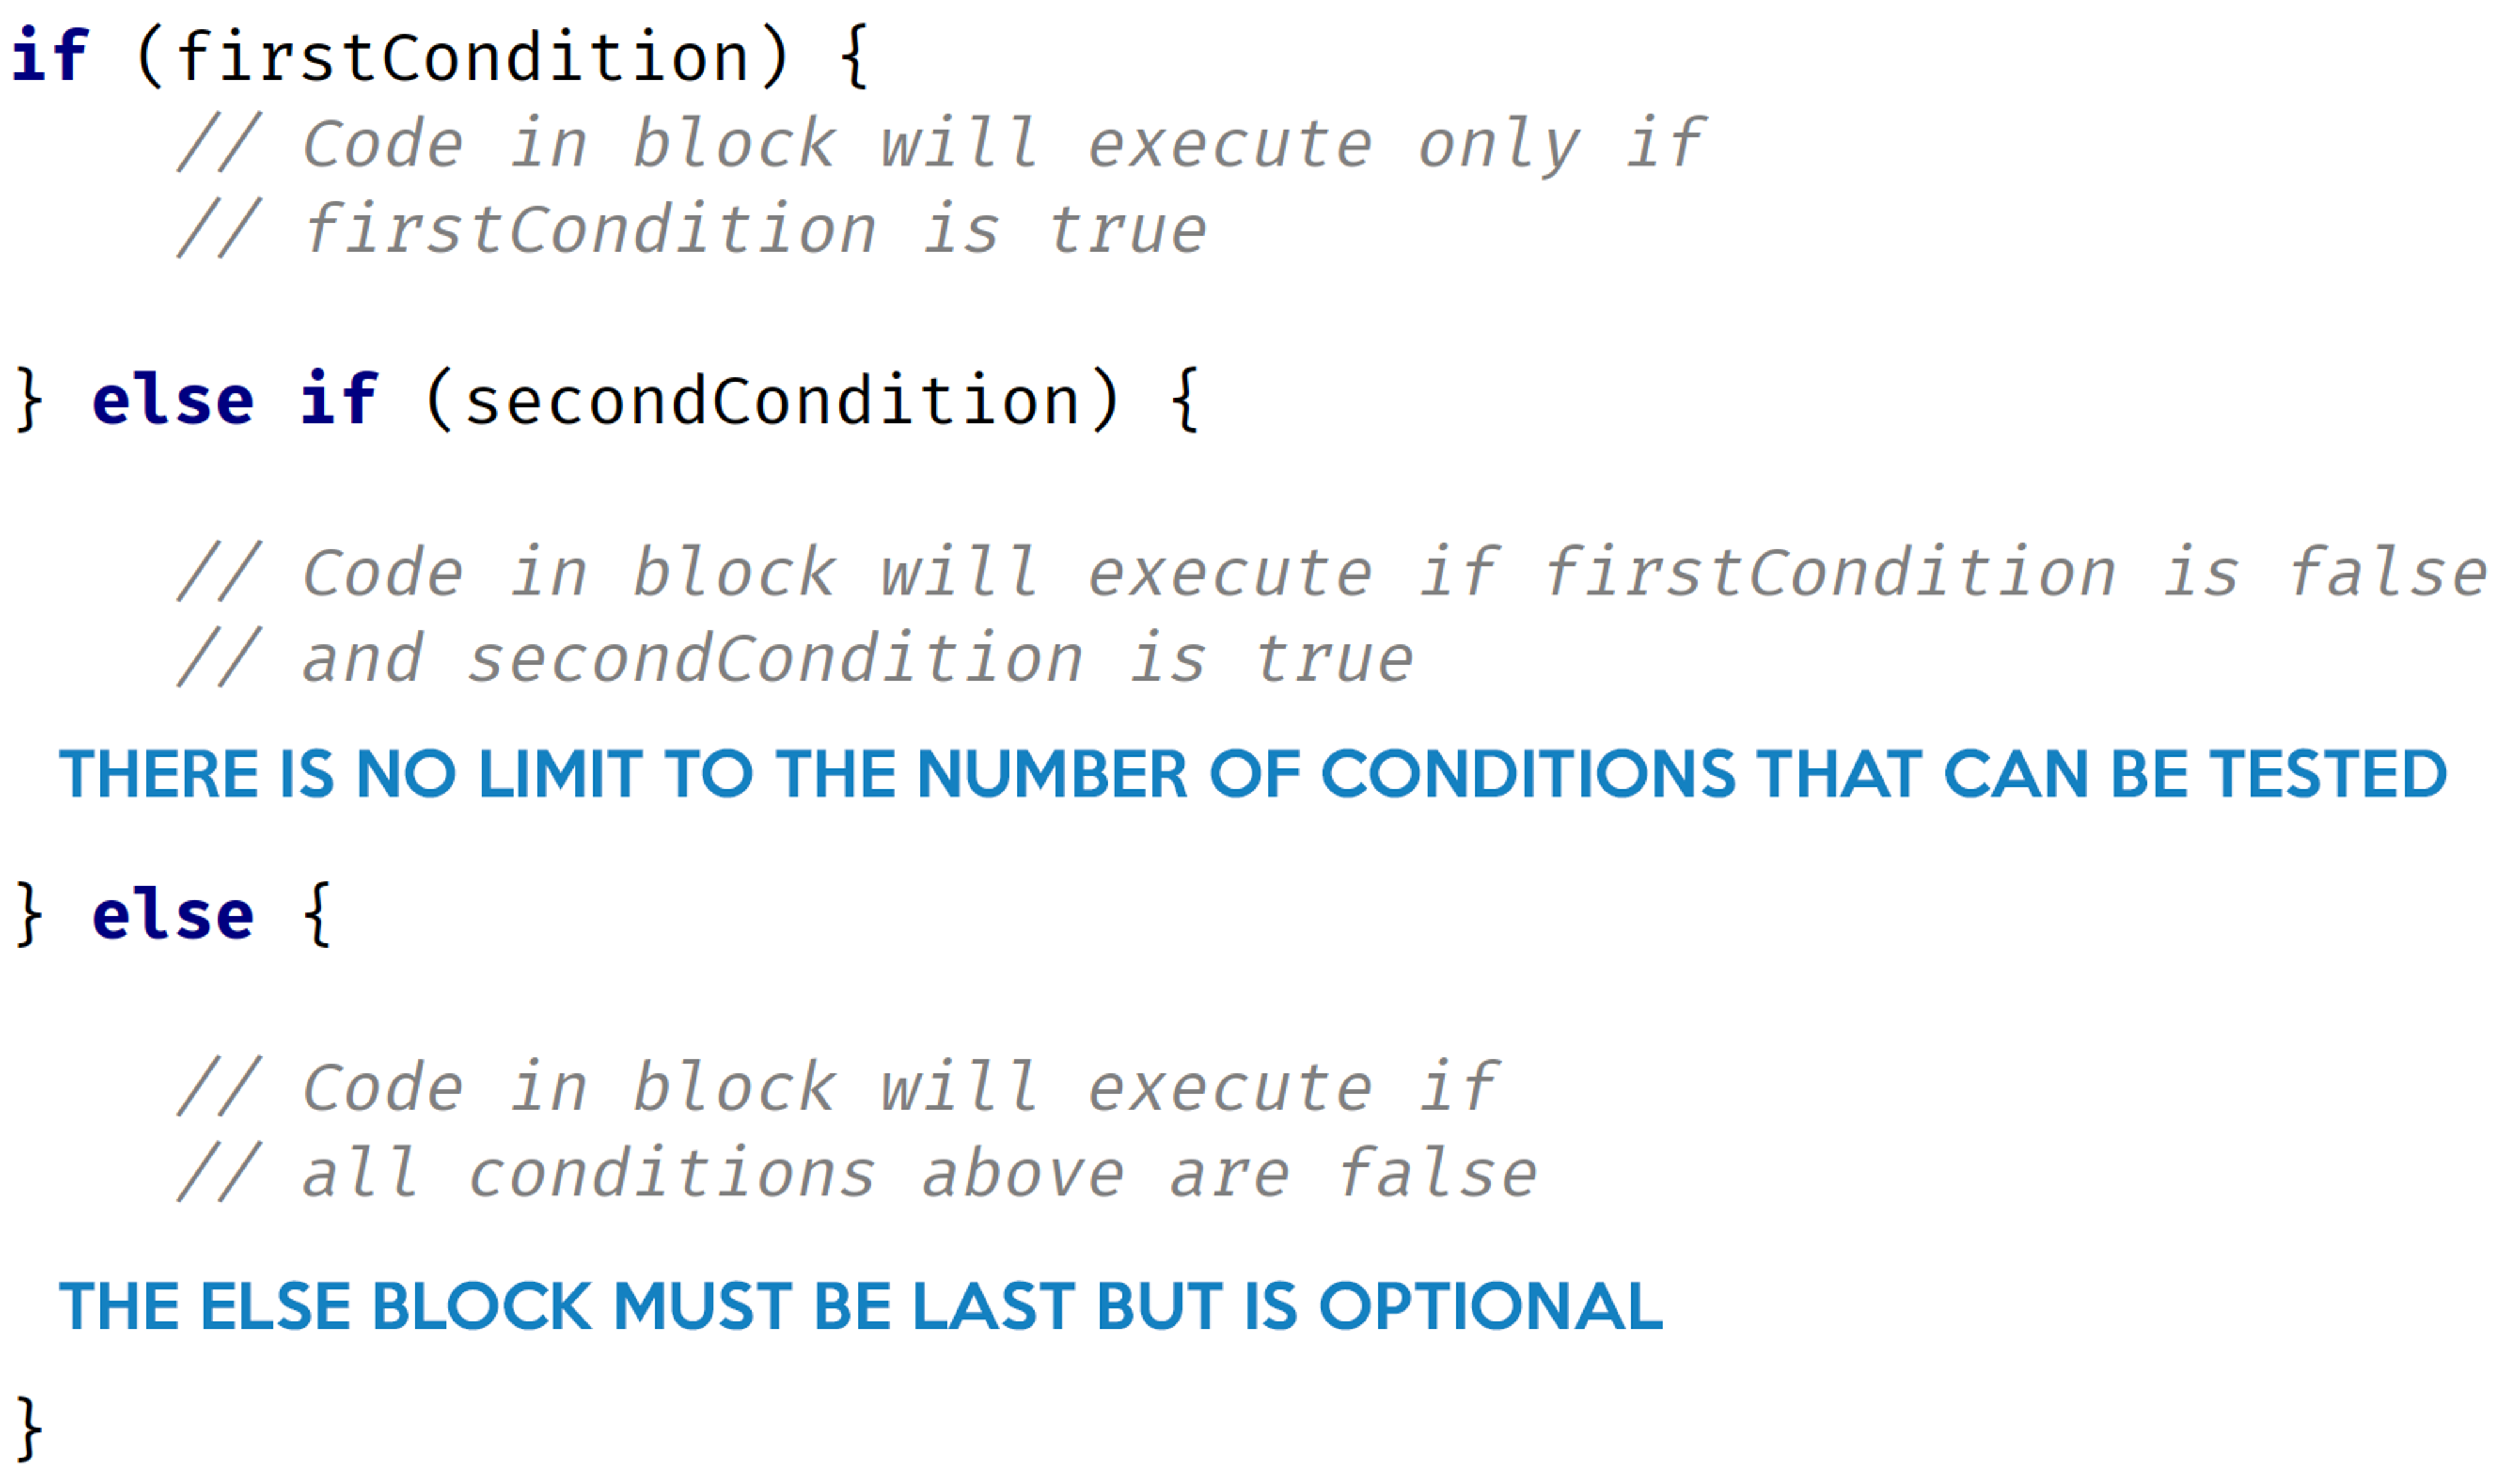 if (firstCondition) {
// Code in block will execute only if
// firstCondition is true
} else if (secondCondition) {
// Code in block will execute if firstCondition is false
// and secondCondition is true
THERE IS NO LIMIT TO THE NUMBER OF CONDITIONS THAT CAN BE TESTED
} else {
// Code in block will execute if
// all conditions above are false
THE ELSE BLOCK MUST BE LAST BUT IS OPTIONAL
}